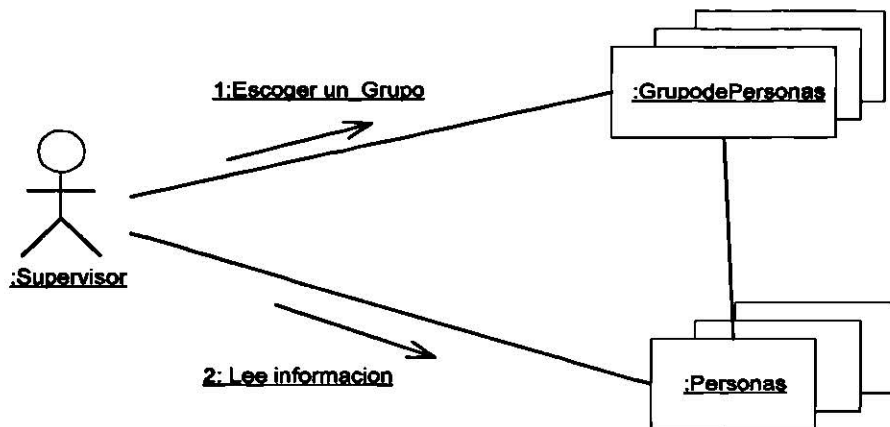 1:Escoger un_Grupo
:GrupodePersonas
:Supervisor
2: Lee informacion
:Personas